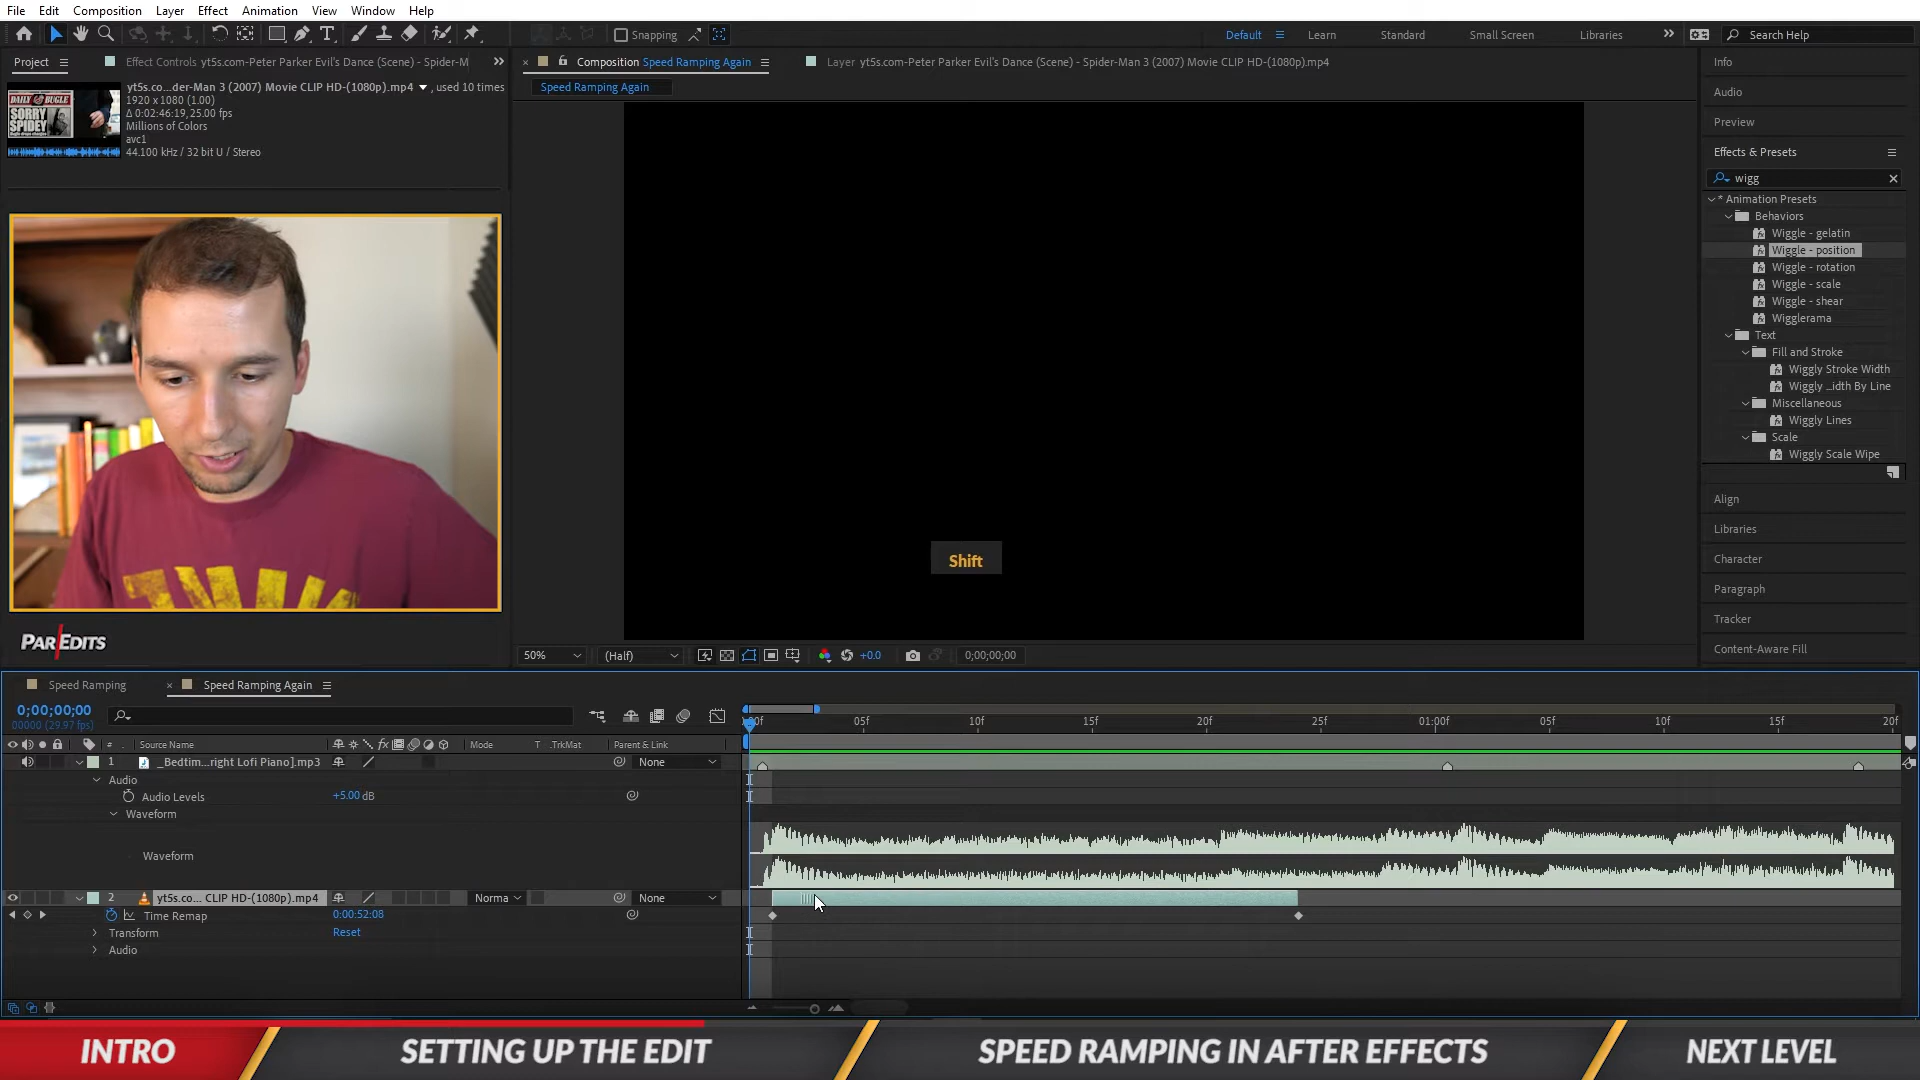 File Edit Composition Layer Effect Animation View Window Help
Snapping
Default Learn Standard Small Screen Libraries Search Help
Project Effect Controls yt5s.com-Peter Parker Evil's Dance (Scene) - Spider-M
Composition Speed Ramping Again
Layer yt5s.com-Peter Parker Evil's Dance (Scene) - Spider-Man 3 (2007) Movie CLIP HD-(1080p).mp4
Speed Ramping Again
DAILY BUGLE
SORRY
SPIDEY
yt5s.co...der-Man 3 (2007) Movie CLIP HD-(1080p).mp4 , used 10 times
1920 x 1080 (1.00)
Δ 0:02:46:19, 25.00 fps
Millions of Colors
avc1
44.100 kHz / 32 bit U / Stereo
PAR EDITS
Shift
50% (Half) +0.0 0;00;00;00
Info
Audio
Preview
Effects & Presets
wigg
* Animation Presets
Behaviors
Wiggle - gelatin
Wiggle - position
Wiggle - rotation
Wiggle - scale
Wiggle - shear
Wigglerama
Text
Fill and Stroke
Wiggly Stroke Width
Wiggly ...idth By Line
Miscellaneous
Wiggly Lines
Scale
Wiggly Scale Wipe
Align
Libraries
Character
Paragraph
Tracker
Content-Aware Fill
Speed Ramping Speed Ramping Again
0;00;00;00
00000 (29.97 fps)
00f 05f 10f 15f 20f 25f 01:00f 05f 10f 15f 20f
# Source Name Mode T .TrkMat Parent & Link
1 _Bedtim...right Lofi Piano].mp3 None
Audio
Audio Levels +5.00 dB
Waveform
Waveform
2 yt5s.co... CLIP HD-(1080p).mp4 Norma None
Time Remap 0:00:52:08
Transform Reset
Audio
INTRO SETTING UP THE EDIT SPEED RAMPING IN AFTER EFFECTS NEXT LEVEL